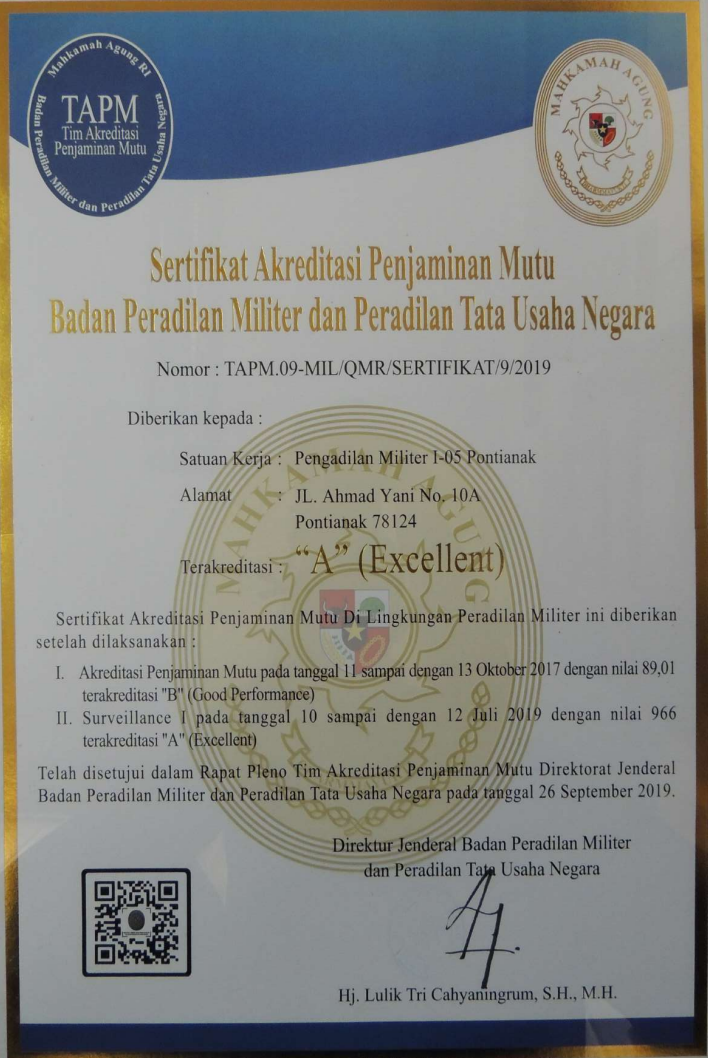 Mahkamah Agung RI
TAPM
Tim Akreditasi
Penjaminan Mutu
Badan Peradilan Militer dan Peradilan Tata Usaha Negara
MAHKAMAH AGUNG
Sertifikat Akreditasi Penjaminan Mutu
Badan Peradilan Militer dan Peradilan Tata Usaha Negara
Nomor : TAPM.09-MIL/QMR/SERTIFIKAT/9/2019
Diberikan kepada :
Satuan Kerja : Pengadilan Militer I-05 Pontianak
Alamat : JL. Ahmad Yani No. 10A
Pontianak 78124
Terakreditasi : “A” (Excellent)
MAHKAMAH AGUNG
Sertifikat Akreditasi Penjaminan Mutu Di Lingkungan Peradilan Militer ini diberikan
setelah dilaksanakan :
I. Akreditasi Penjaminan Mutu pada tanggal 11 sampai dengan 13 Oktober 2017 dengan nilai 89,01
terakreditasi "B" (Good Performance)
II. Surveillance I pada tanggal 10 sampai dengan 12 Juli 2019 dengan nilai 966
terakreditasi "A" (Excellent)
Telah disetujui dalam Rapat Pleno Tim Akreditasi Penjaminan Mutu Direktorat Jenderal
Badan Peradilan Militer dan Peradilan Tata Usaha Negara pada tanggal 26 September 2019.
Direktur Jenderal Badan Peradilan Militer
dan Peradilan Tata Usaha Negara
Hj. Lulik Tri Cahyaningrum, S.H., M.H.